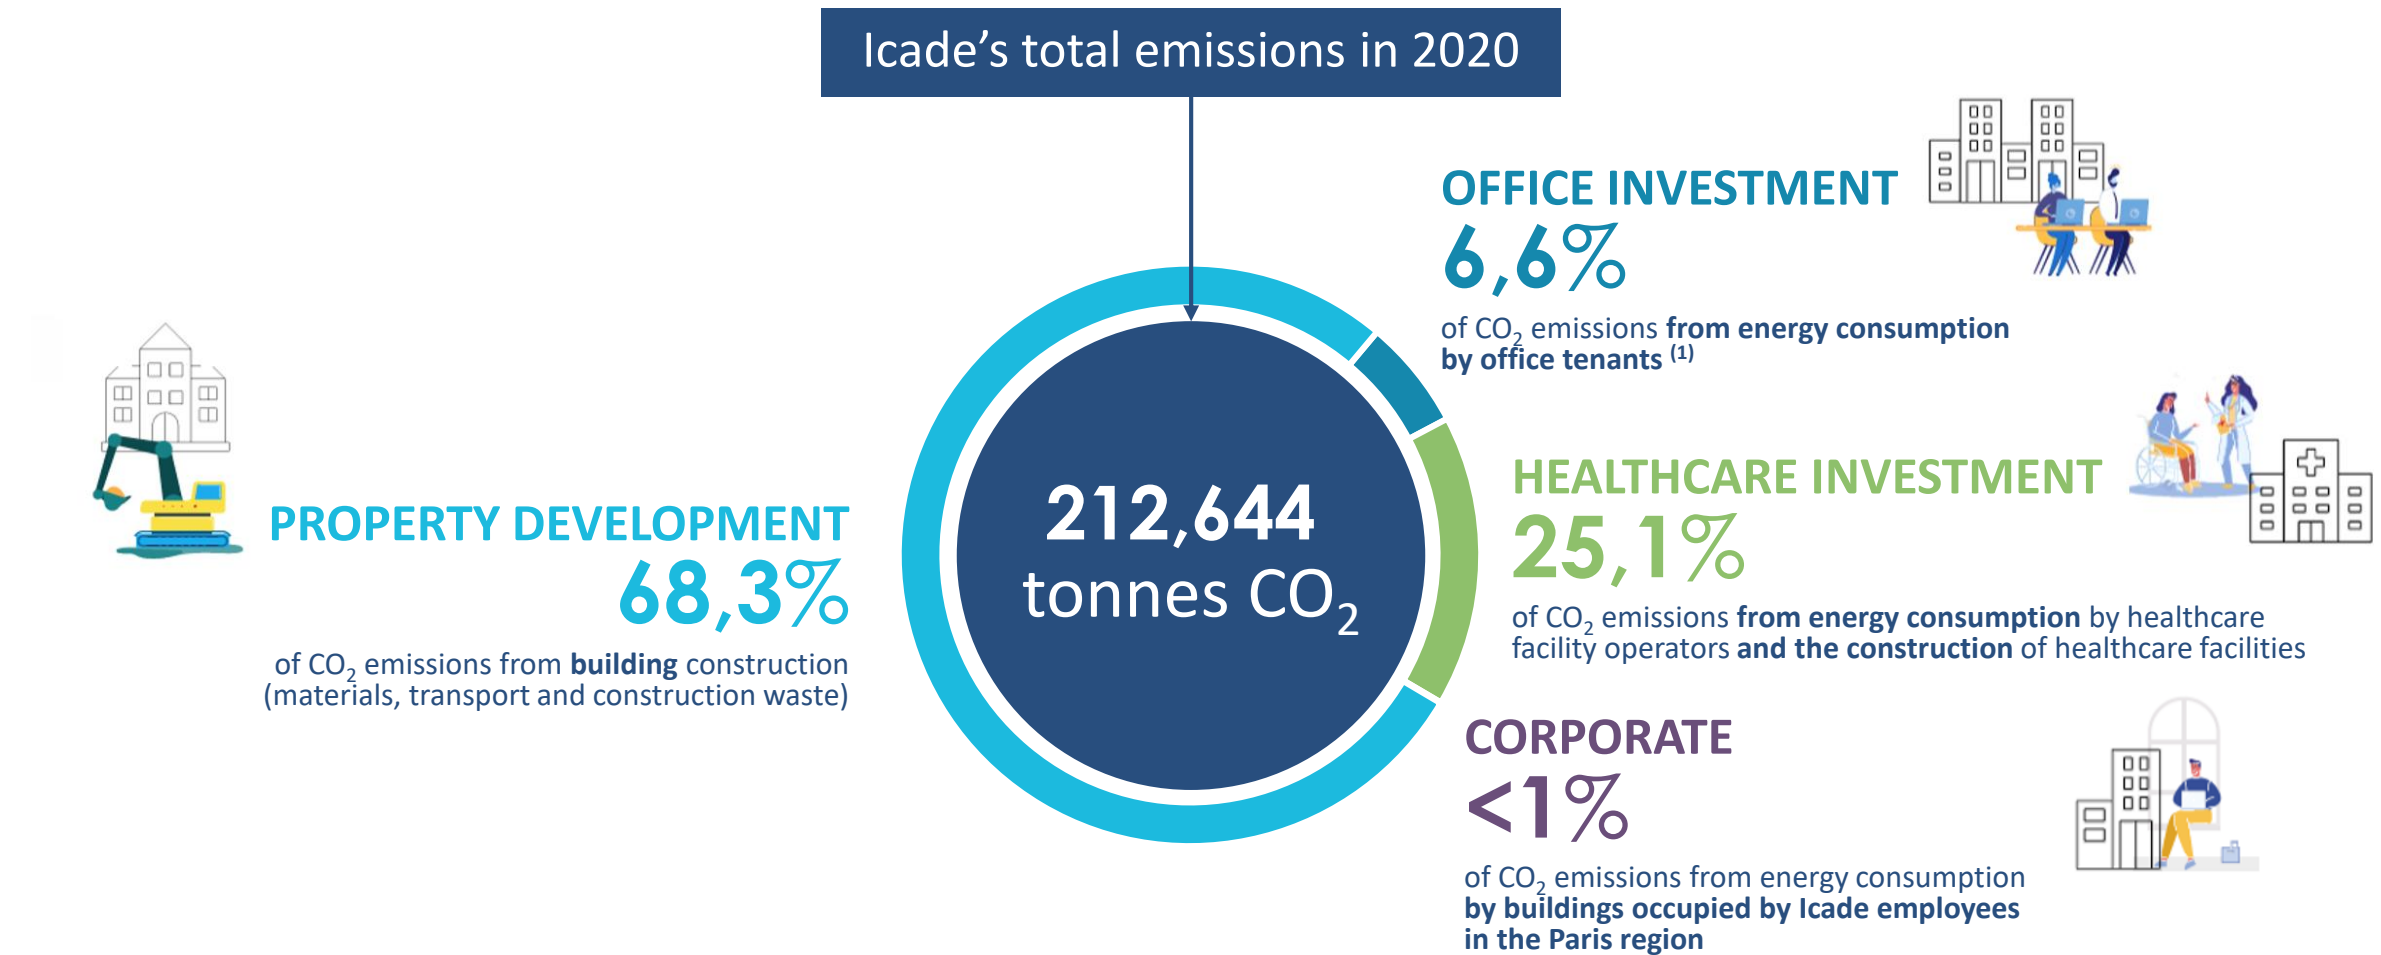 Icade’s total emissions in 2020
OFFICE INVESTMENT
6,6%
of CO₂ emissions from energy consumption
by office tenants ⁽¹⁾
HEALTHCARE INVESTMENT
25,1%
of CO₂ emissions from energy consumption by healthcare
facility operators and the construction of healthcare facilities
PROPERTY DEVELOPMENT
68,3%
of CO₂ emissions from building construction
(materials, transport and construction waste)
212,644
tonnes CO₂
CORPORATE
<1%
of CO₂ emissions from energy consumption
by buildings occupied by Icade employees
in the Paris region